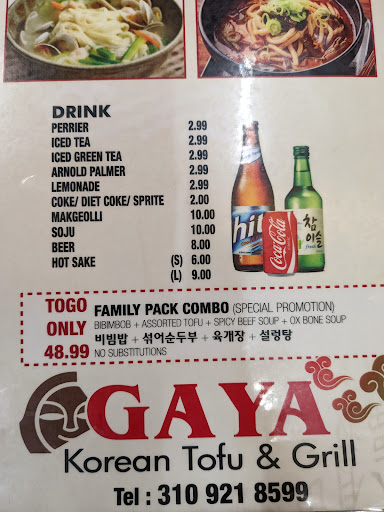 DRINK
PERRIER 2.99
ICED TEA 2.99
ICED GREEN TEA 2.99
ARNOLD PALMER 2.99
LEMONADE 2.99
COKE/ DIET COKE/ SPRITE 2.00
MAKGEOLLI 10.00
SOJU 10.00
BEER 8.00
HOT SAKE (S) 6.00
(L) 9.00
hite
Coca-Cola
참이슬
fresh
TOGO
ONLY
48.99
FAMILY PACK COMBO (SPECIAL PROMOTION)
BIBIMBOB + ASSORTED TOFU + SPICY BEEF SOUP + OX BONE SOUP
비빔밥 + 섞어순두부 + 육개장 + 설렁탕
NO SUBSTITUTIONS
GAYA
Korean Tofu & Grill
Tel : 310 921 8599